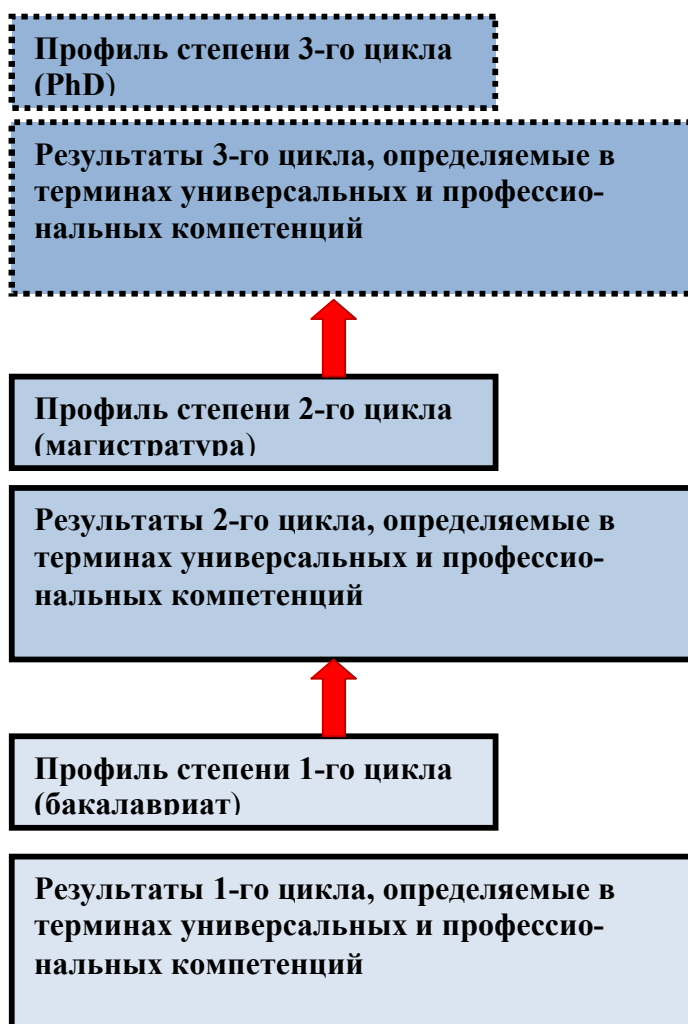 Профиль степени 3-го цикла
(PhD)
Результаты 3-го цикла, определяемые в
терминах универсальных и профессио-
нальных компетенций
Профиль степени 2-го цикла
(магистратура)
Результаты 2-го цикла, определяемые в
терминах универсальных и профессио-
нальных компетенций
Профиль степени 1-го цикла
(бакалавриат)
Результаты 1-го цикла, определяемые в
терминах универсальных и профессио-
нальных компетенций